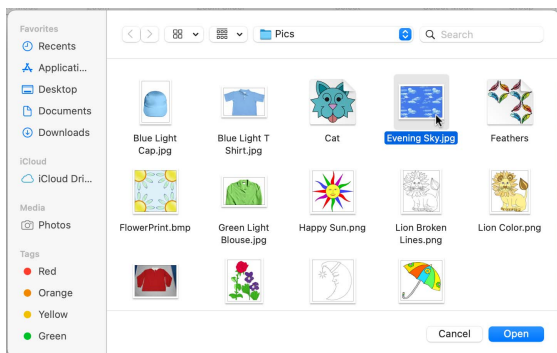 Favorites
Recents
Applicati...
Desktop
Documents
Downloads
iCloud
iCloud Dri...
Media
Photos
Tags
Red
Orange
Yellow
Green
Pics
Search
Blue Light
Cap.jpg
Blue Light T
Shirt.jpg
Cat
Evening Sky.jpg
Feathers
FlowerPrint.bmp
Green Light
Blouse.jpg
Happy Sun.png
Lion Broken
Lines.png
Lion Color.png
Cancel
Open